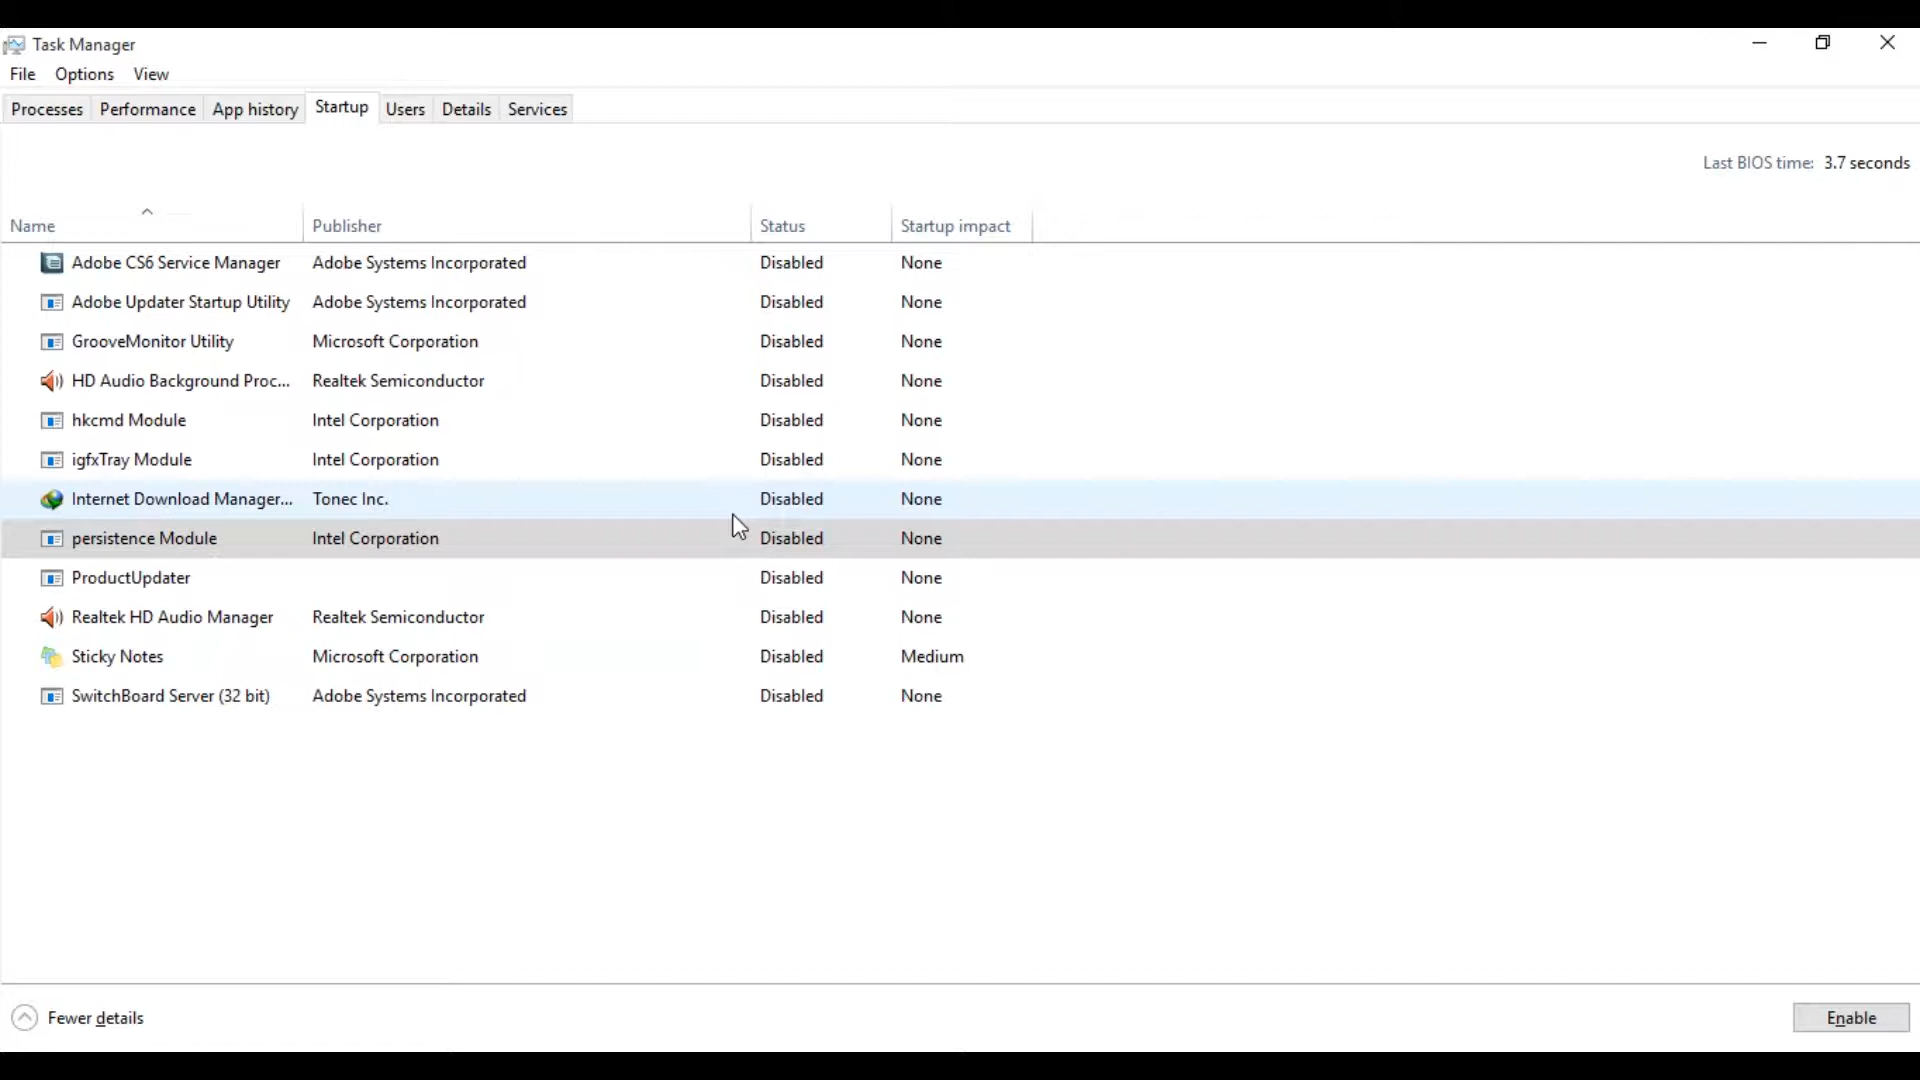 Task Manager
File Options View
Processes Performance App history Startup Users Details Services
Last BIOS time: 3.7 seconds
Name Publisher Status Startup impact
Adobe CS6 Service Manager Adobe Systems Incorporated Disabled None
Adobe Updater Startup Utility Adobe Systems Incorporated Disabled None
GrooveMonitor Utility Microsoft Corporation Disabled None
HD Audio Background Proc... Realtek Semiconductor Disabled None
hkcmd Module Intel Corporation Disabled None
igfxTray Module Intel Corporation Disabled None
Internet Download Manager... Tonec Inc. Disabled None
persistence Module Intel Corporation Disabled None
ProductUpdater Disabled None
Realtek HD Audio Manager Realtek Semiconductor Disabled None
Sticky Notes Microsoft Corporation Disabled Medium
SwitchBoard Server (32 bit) Adobe Systems Incorporated Disabled None
Fewer details Enable